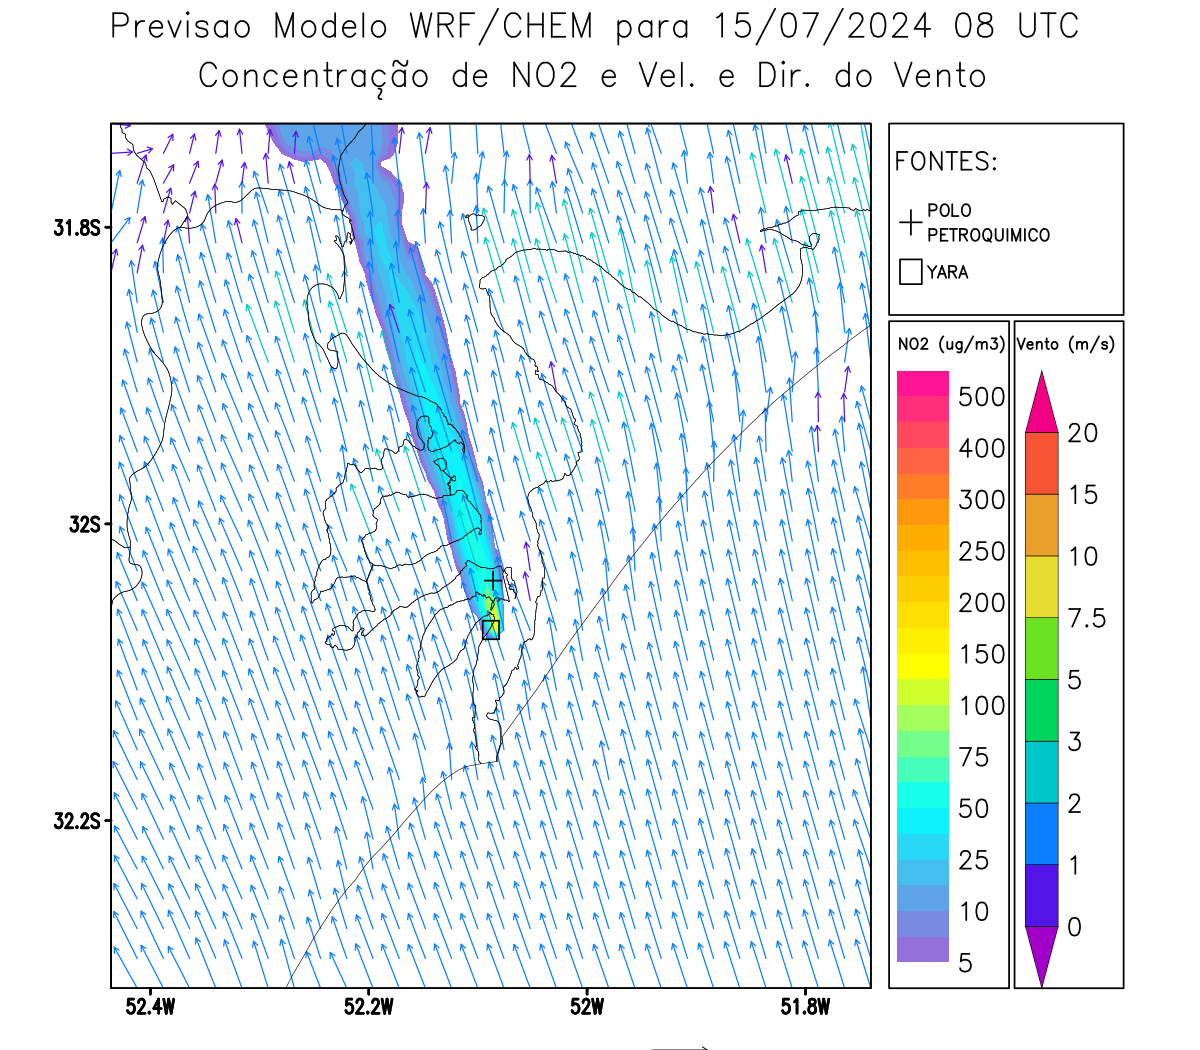 Previsao Modelo WRF/CHEM para 15/07/2024 08 UTC
Concentração de NO2 e Vel. e Dir. do Vento
FONTES:
POLO
PETROQUIMICO
YARA
31.8S
32S
32.2S
52.4W
52.2W
52W
51.8W
NO2 (ug/m3)
500
400
300
250
200
150
100
75
50
25
10
5
Vento (m/s)
20
15
10
7.5
5
3
2
1
0